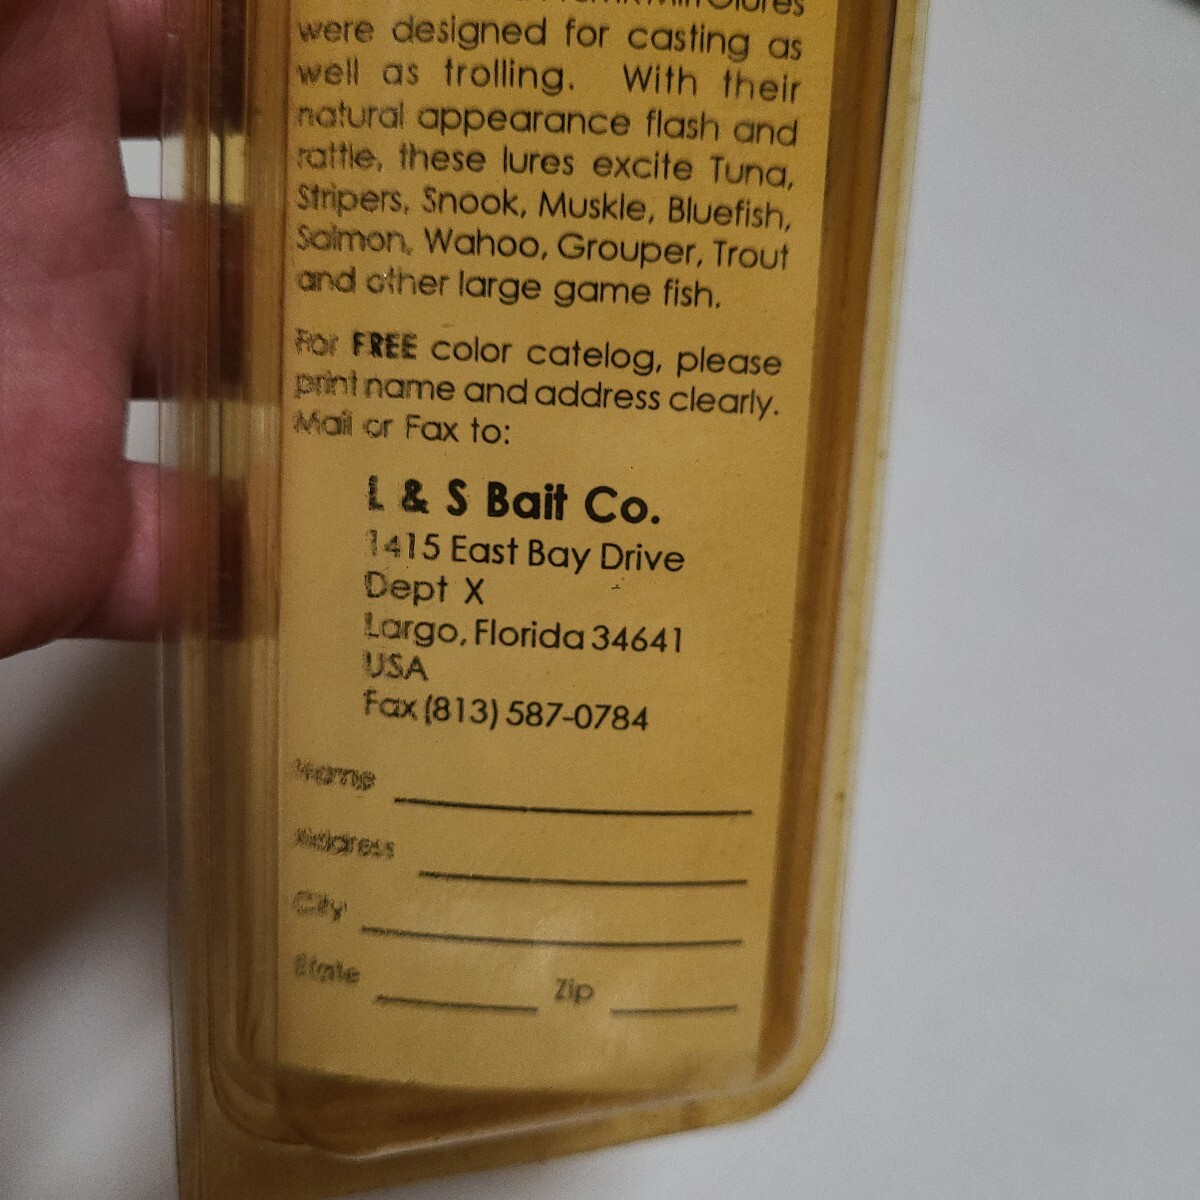 were designed for casting as
well as trolling. With their
natural appearance flash and
rattle, these lures excite Tuna,
Stripers, Snook, Muskie, Bluefish,
Salmon, Wahoo, Grouper, Trout
and other large game fish.
For FREE color catelog, please
print name and address clearly.
Mail or Fax to:
L & S Bait Co.
1415 East Bay Drive
Dept X
Largo, Florida 34641
USA
Fax (813) 587-0784
Name
Address
City
State Zip